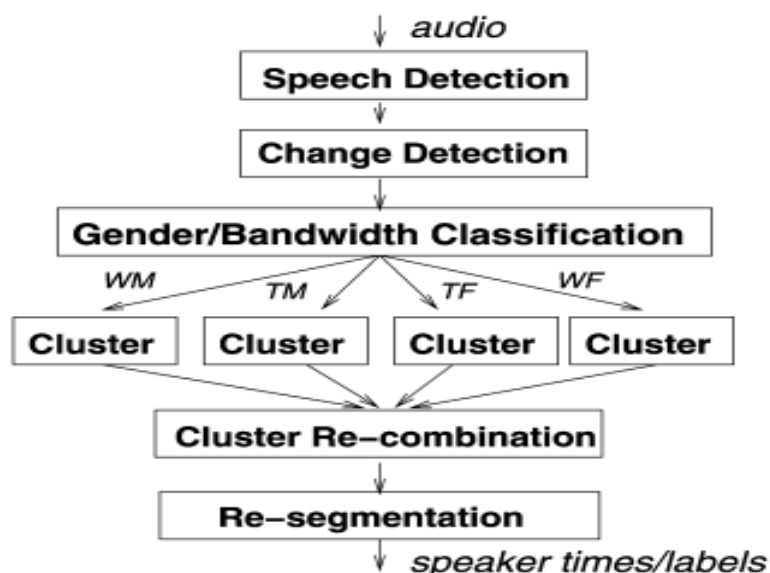 audio
Speech Detection
Change Detection
Gender/Bandwidth Classification
WM TM TF WF
Cluster Cluster Cluster Cluster
Cluster Re-combination
Re-segmentation
speaker times/labels